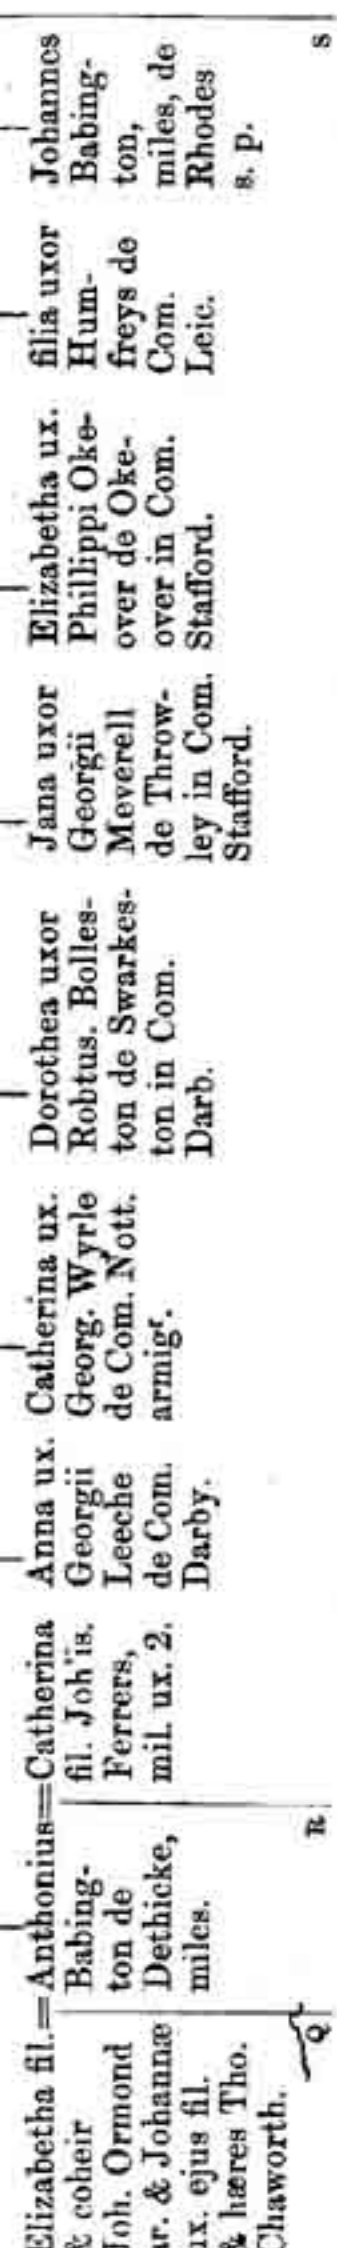 Elizabetha fil.=Anthonius=Catherina
& coheir
Joh. Ormond
ar. & Johannæ
ux. ejus fil.
& hæres Tho.
Chaworth.
Q
Babing-
ton de
Dethicke,
miles.
R
fil. Joh'is.
Ferrers,
mil. ux. 2.
Anna ux.
Georgii
Leeche
de Com.
Darby.
Catherina ux.
Georg. Wyrle
de Com. Nott.
armigr.
Dorothea uxor
Robtus. Bolles-
ton de Swarkes-
ton in Com.
Darb.
Jana uxor
Georgii
Meverell
de Throw-
ley in Com.
Stafford.
Elizabetha ux.
Phillippi Oke-
over de Oke-
over in Com.
Stafford.
filia uxor
Hum-
freys de
Com.
Leic.
Johannes
Babing-
ton,
miles, de
Rhodes
s. p.
S